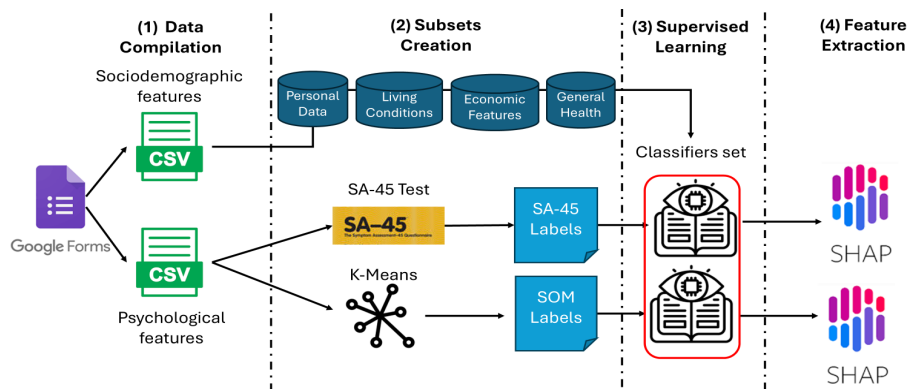 (1) Data
Compilation
(2) Subsets
Creation
(3) Supervised
Learning
(4) Feature
Extraction
Sociodemographic
features
CSV
Personal
Data
Living
Conditions
Economic
Features
General
Health
Classifiers set
Google Forms
SA-45 Test
SA–45
The Symptom Assessment-45 Questionnaire
SA-45
Labels
SHAP
CSV
Psychological
features
K-Means
SOM
Labels
SHAP